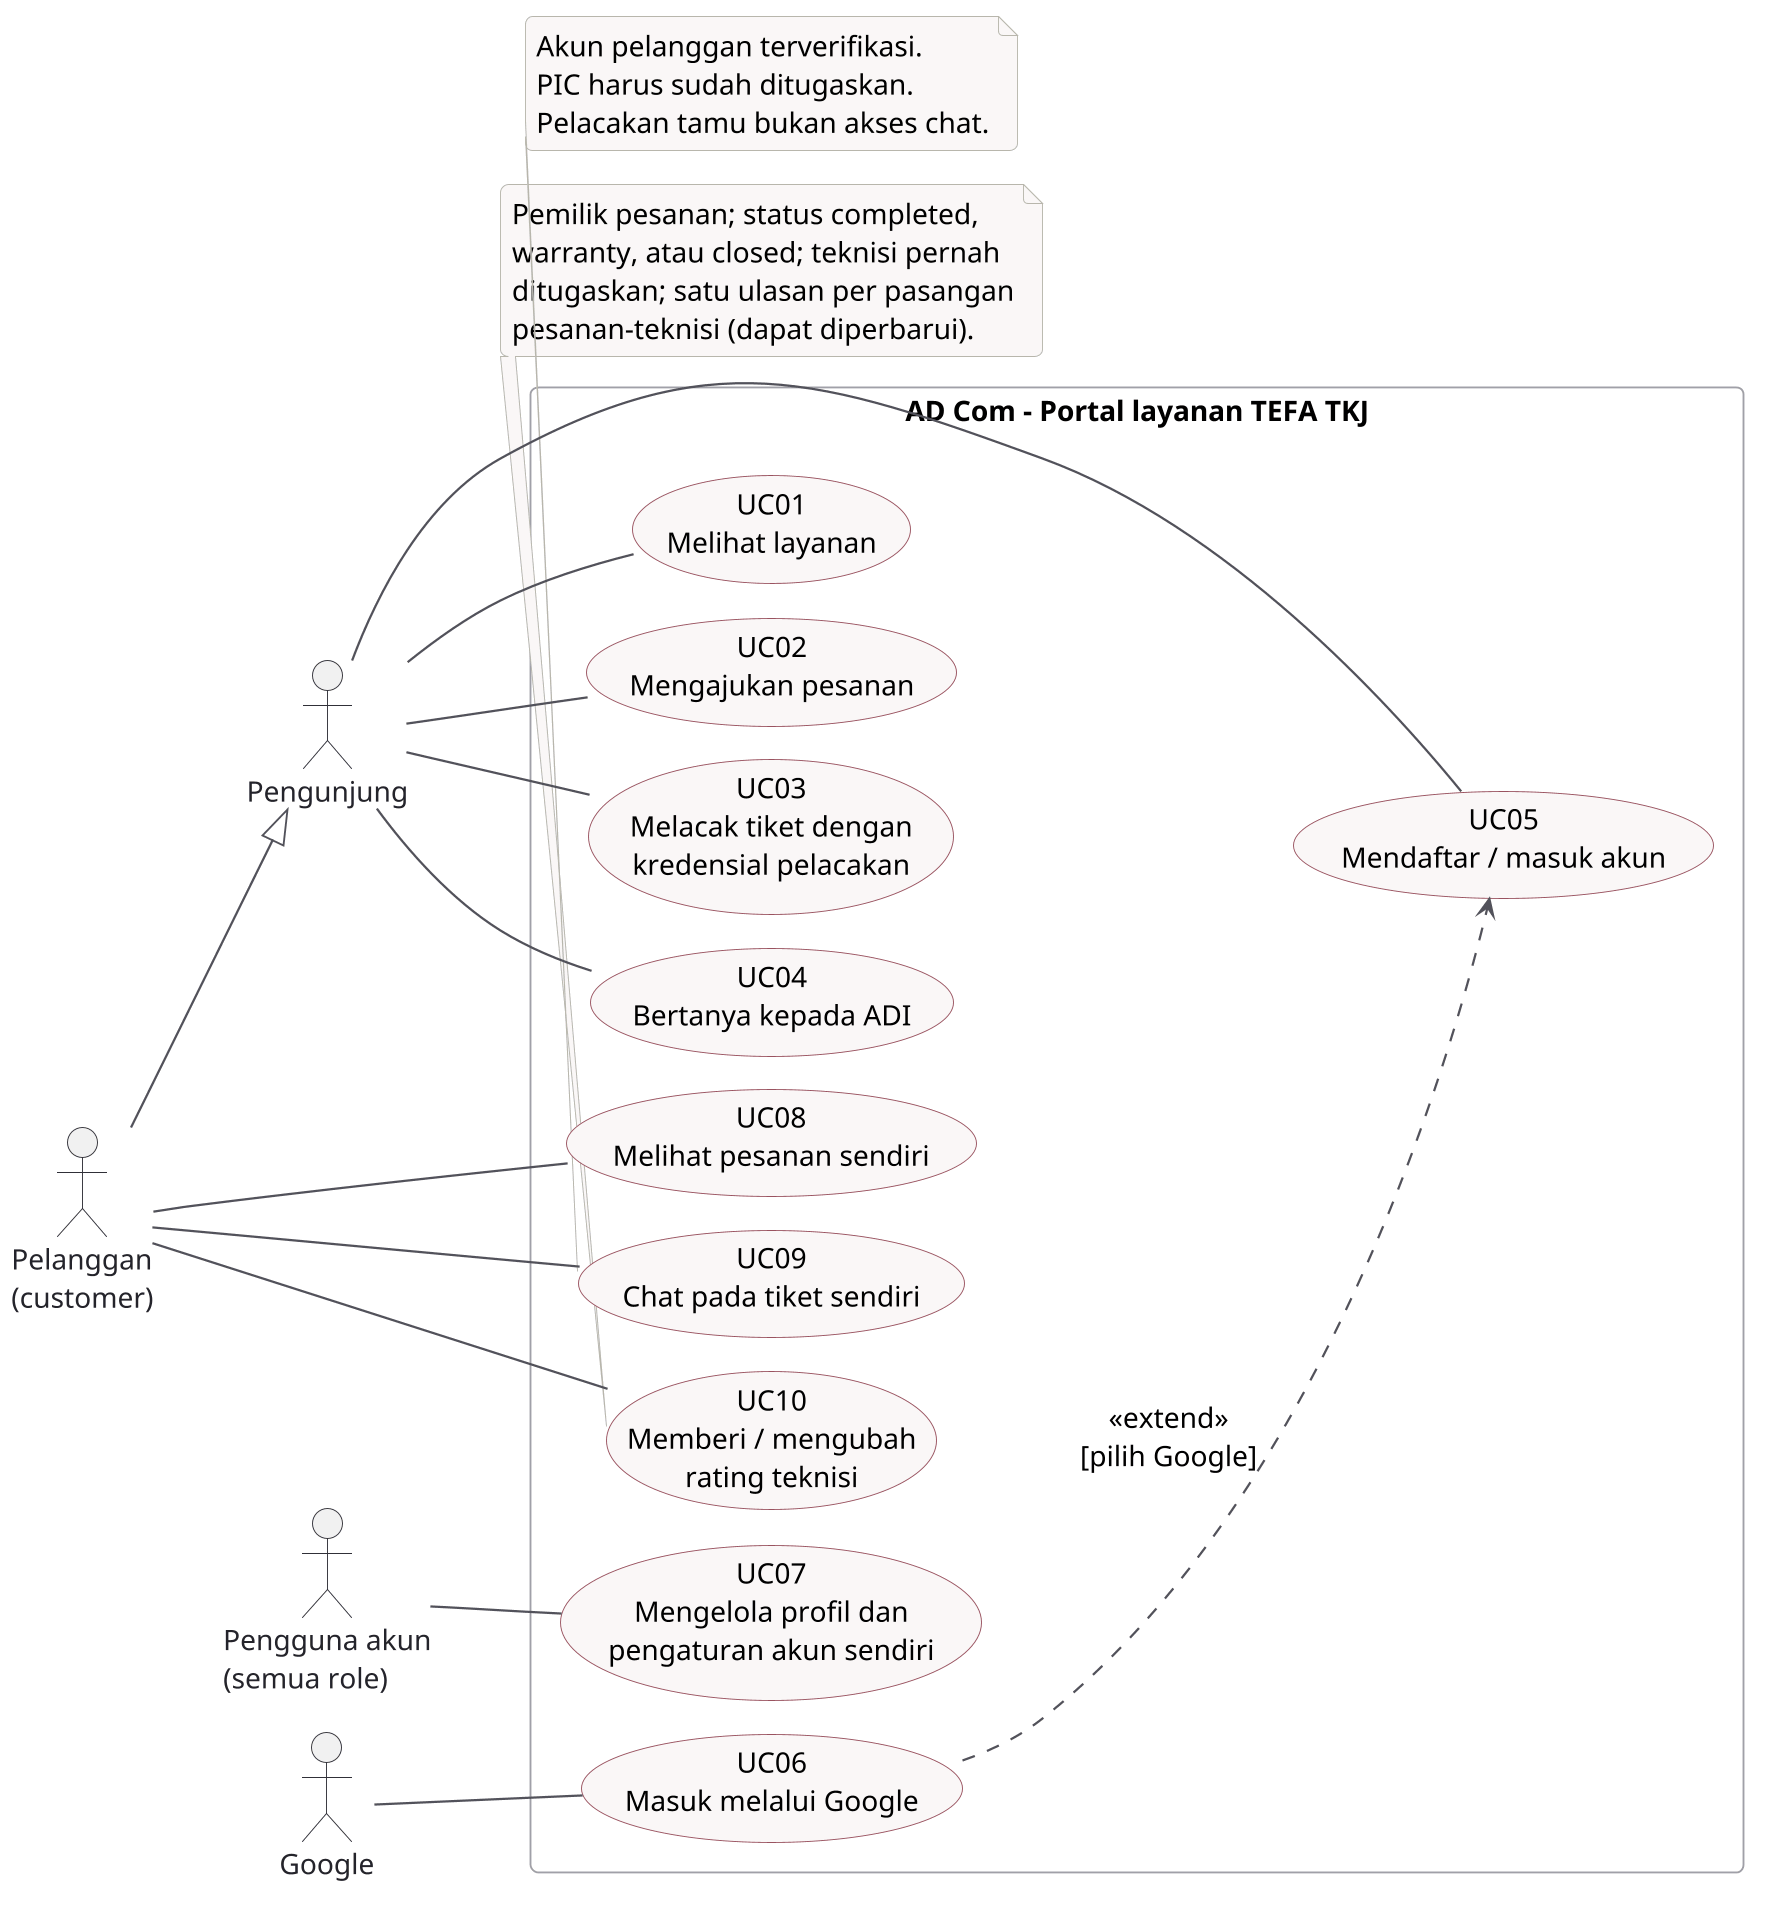 Akun pelanggan terverifikasi.
PIC harus sudah ditugaskan.
Pelacakan tamu bukan akses chat.
Pemilik pesanan; status completed,
warranty, atau closed; teknisi pernah
ditugaskan; satu ulasan per pasangan
pesanan-teknisi (dapat diperbarui).
AD Com - Portal layanan TEFA TKJ
UC01
Melihat layanan
UC02
Mengajukan pesanan
Pengunjung
UC03
Melacak tiket dengan
kredensial pelacakan
UC05
Mendaftar / masuk akun
UC04
Bertanya kepada ADI
UC08
Melihat pesanan sendiri
Pelanggan
(customer)
UC09
Chat pada tiket sendiri
UC10
Memberi / mengubah
rating teknisi
«extend»
[pilih Google]
Pengguna akun
(semua role)
UC07
Mengelola profil dan
pengaturan akun sendiri
UC06
Masuk melalui Google
Google